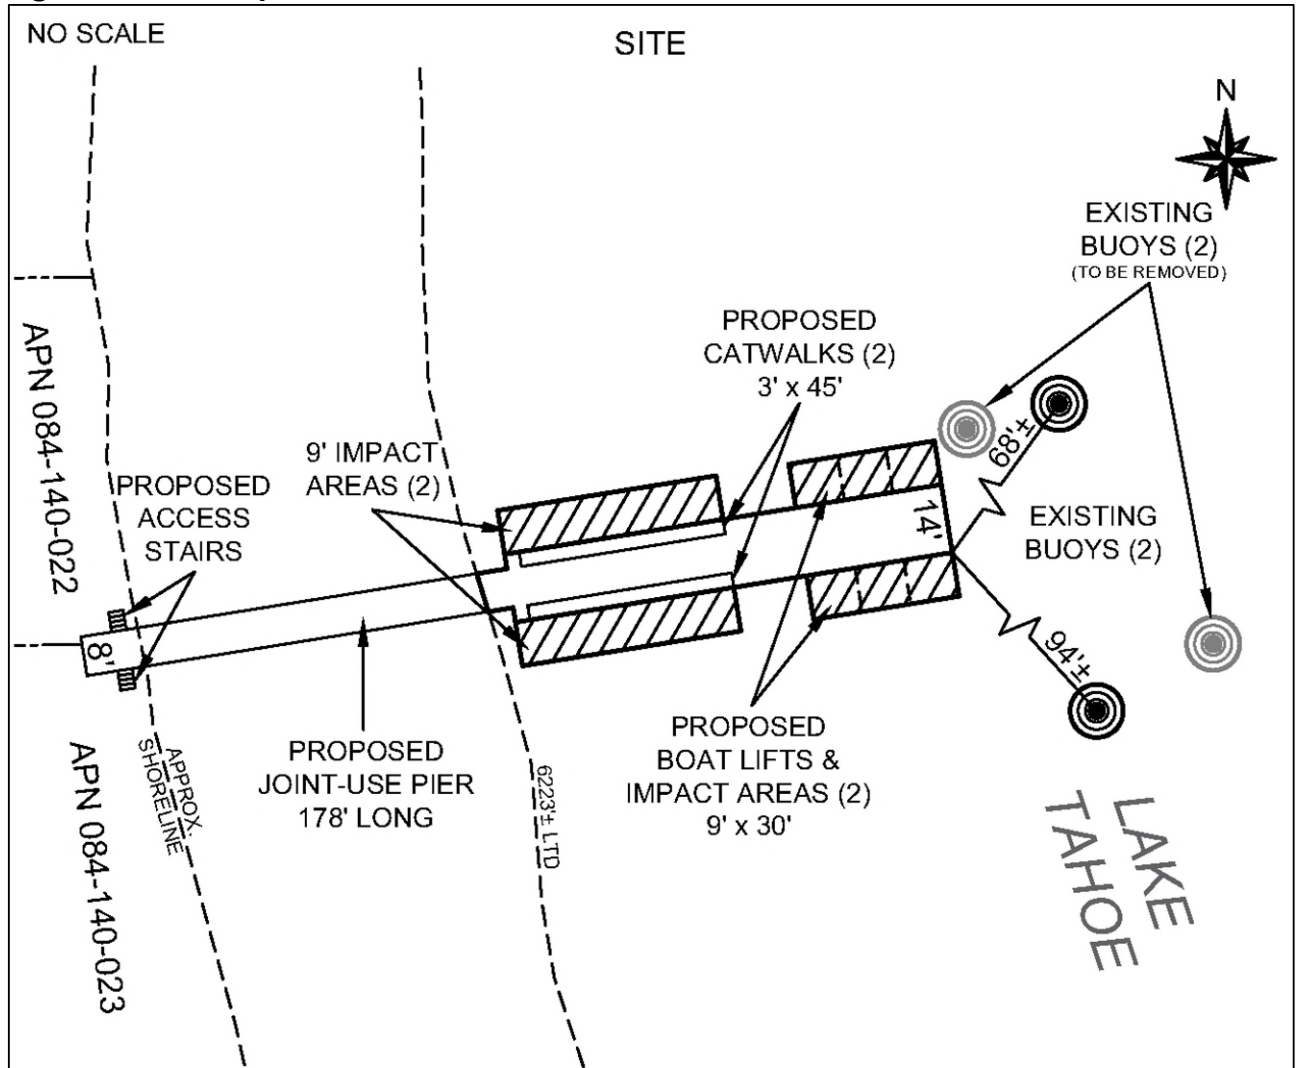 NO SCALE
SITE
N
EXISTING
BUOYS (2)
(TO BE REMOVED)
PROPOSED
CATWALKS (2)
3' x 45'
APN 084-140-022
9' IMPACT
AREAS (2)
68'±
PROPOSED
ACCESS
STAIRS
14'
EXISTING
BUOYS (2)
8'
94'±
PROPOSED
JOINT-USE PIER
178' LONG
PROPOSED
BOAT LIFTS &
IMPACT AREAS (2)
9' x 30'
APN 084-140-023
APPROX.
SHORELINE
6223'± LTD
LAKE
TAHOE